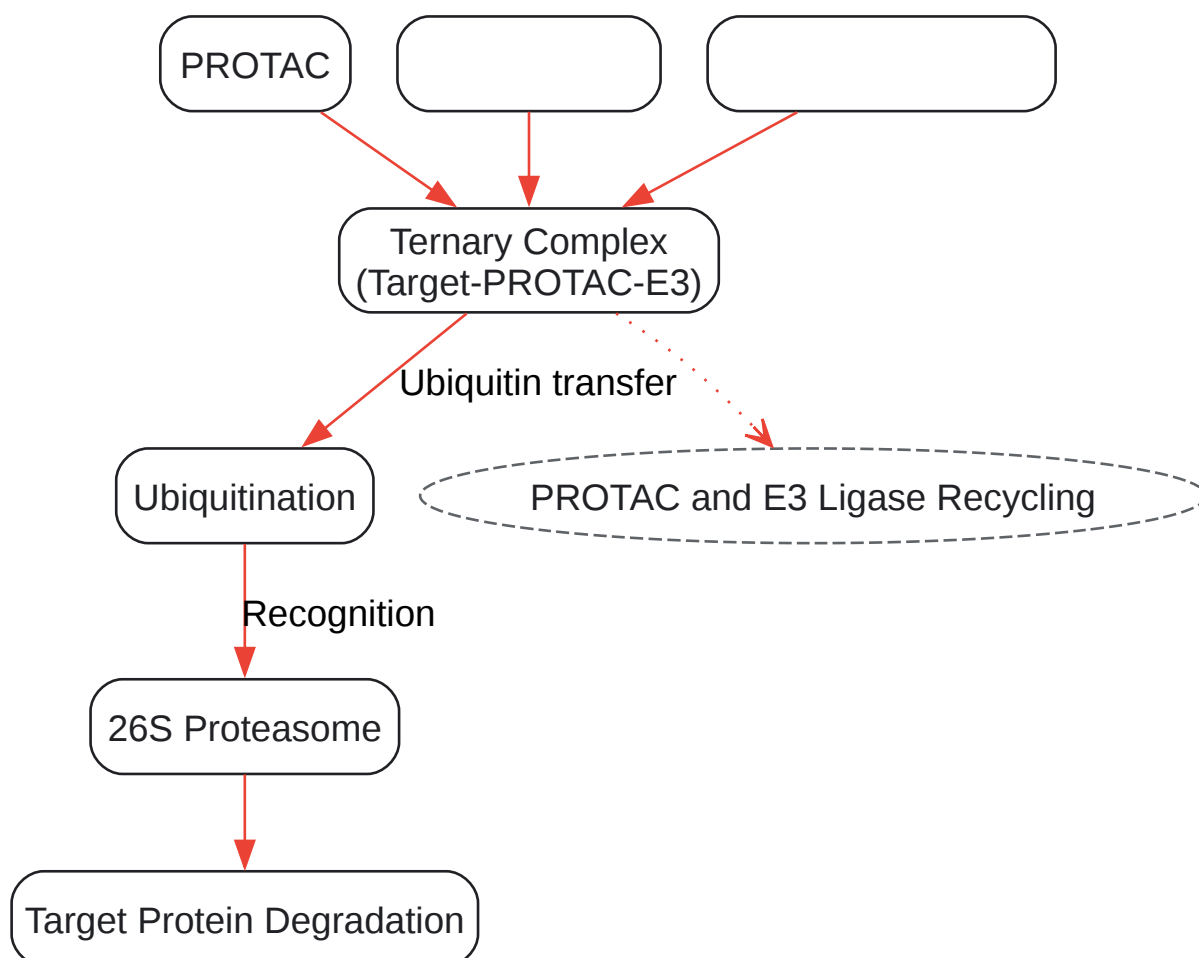 PROTAC
Ternary Complex
(Target-PROTAC-E3)
Ubiquitin transfer
Ubiquitination
PROTAC and E3 Ligase Recycling
Recognition
26S Proteasome
Target Protein Degradation